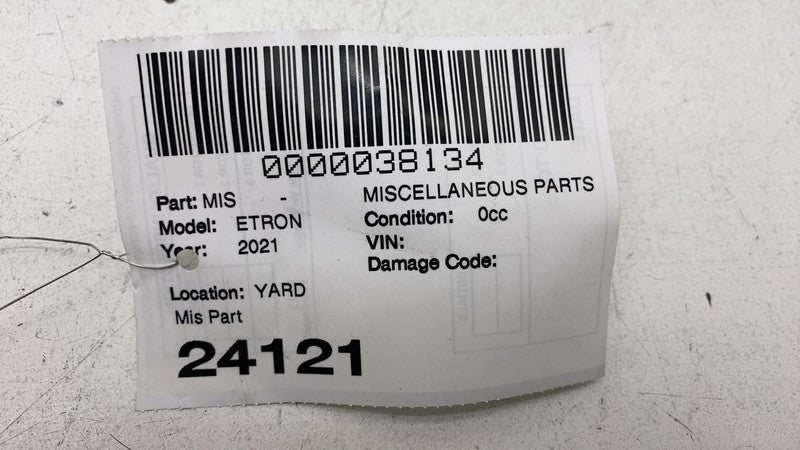 0000038134
Part: MIS - MISCELLANEOUS PARTS
Model: ETRON Condition: 0cc
Year: 2021 VIN:
Damage Code:
Location: YARD
Mis Part
24121